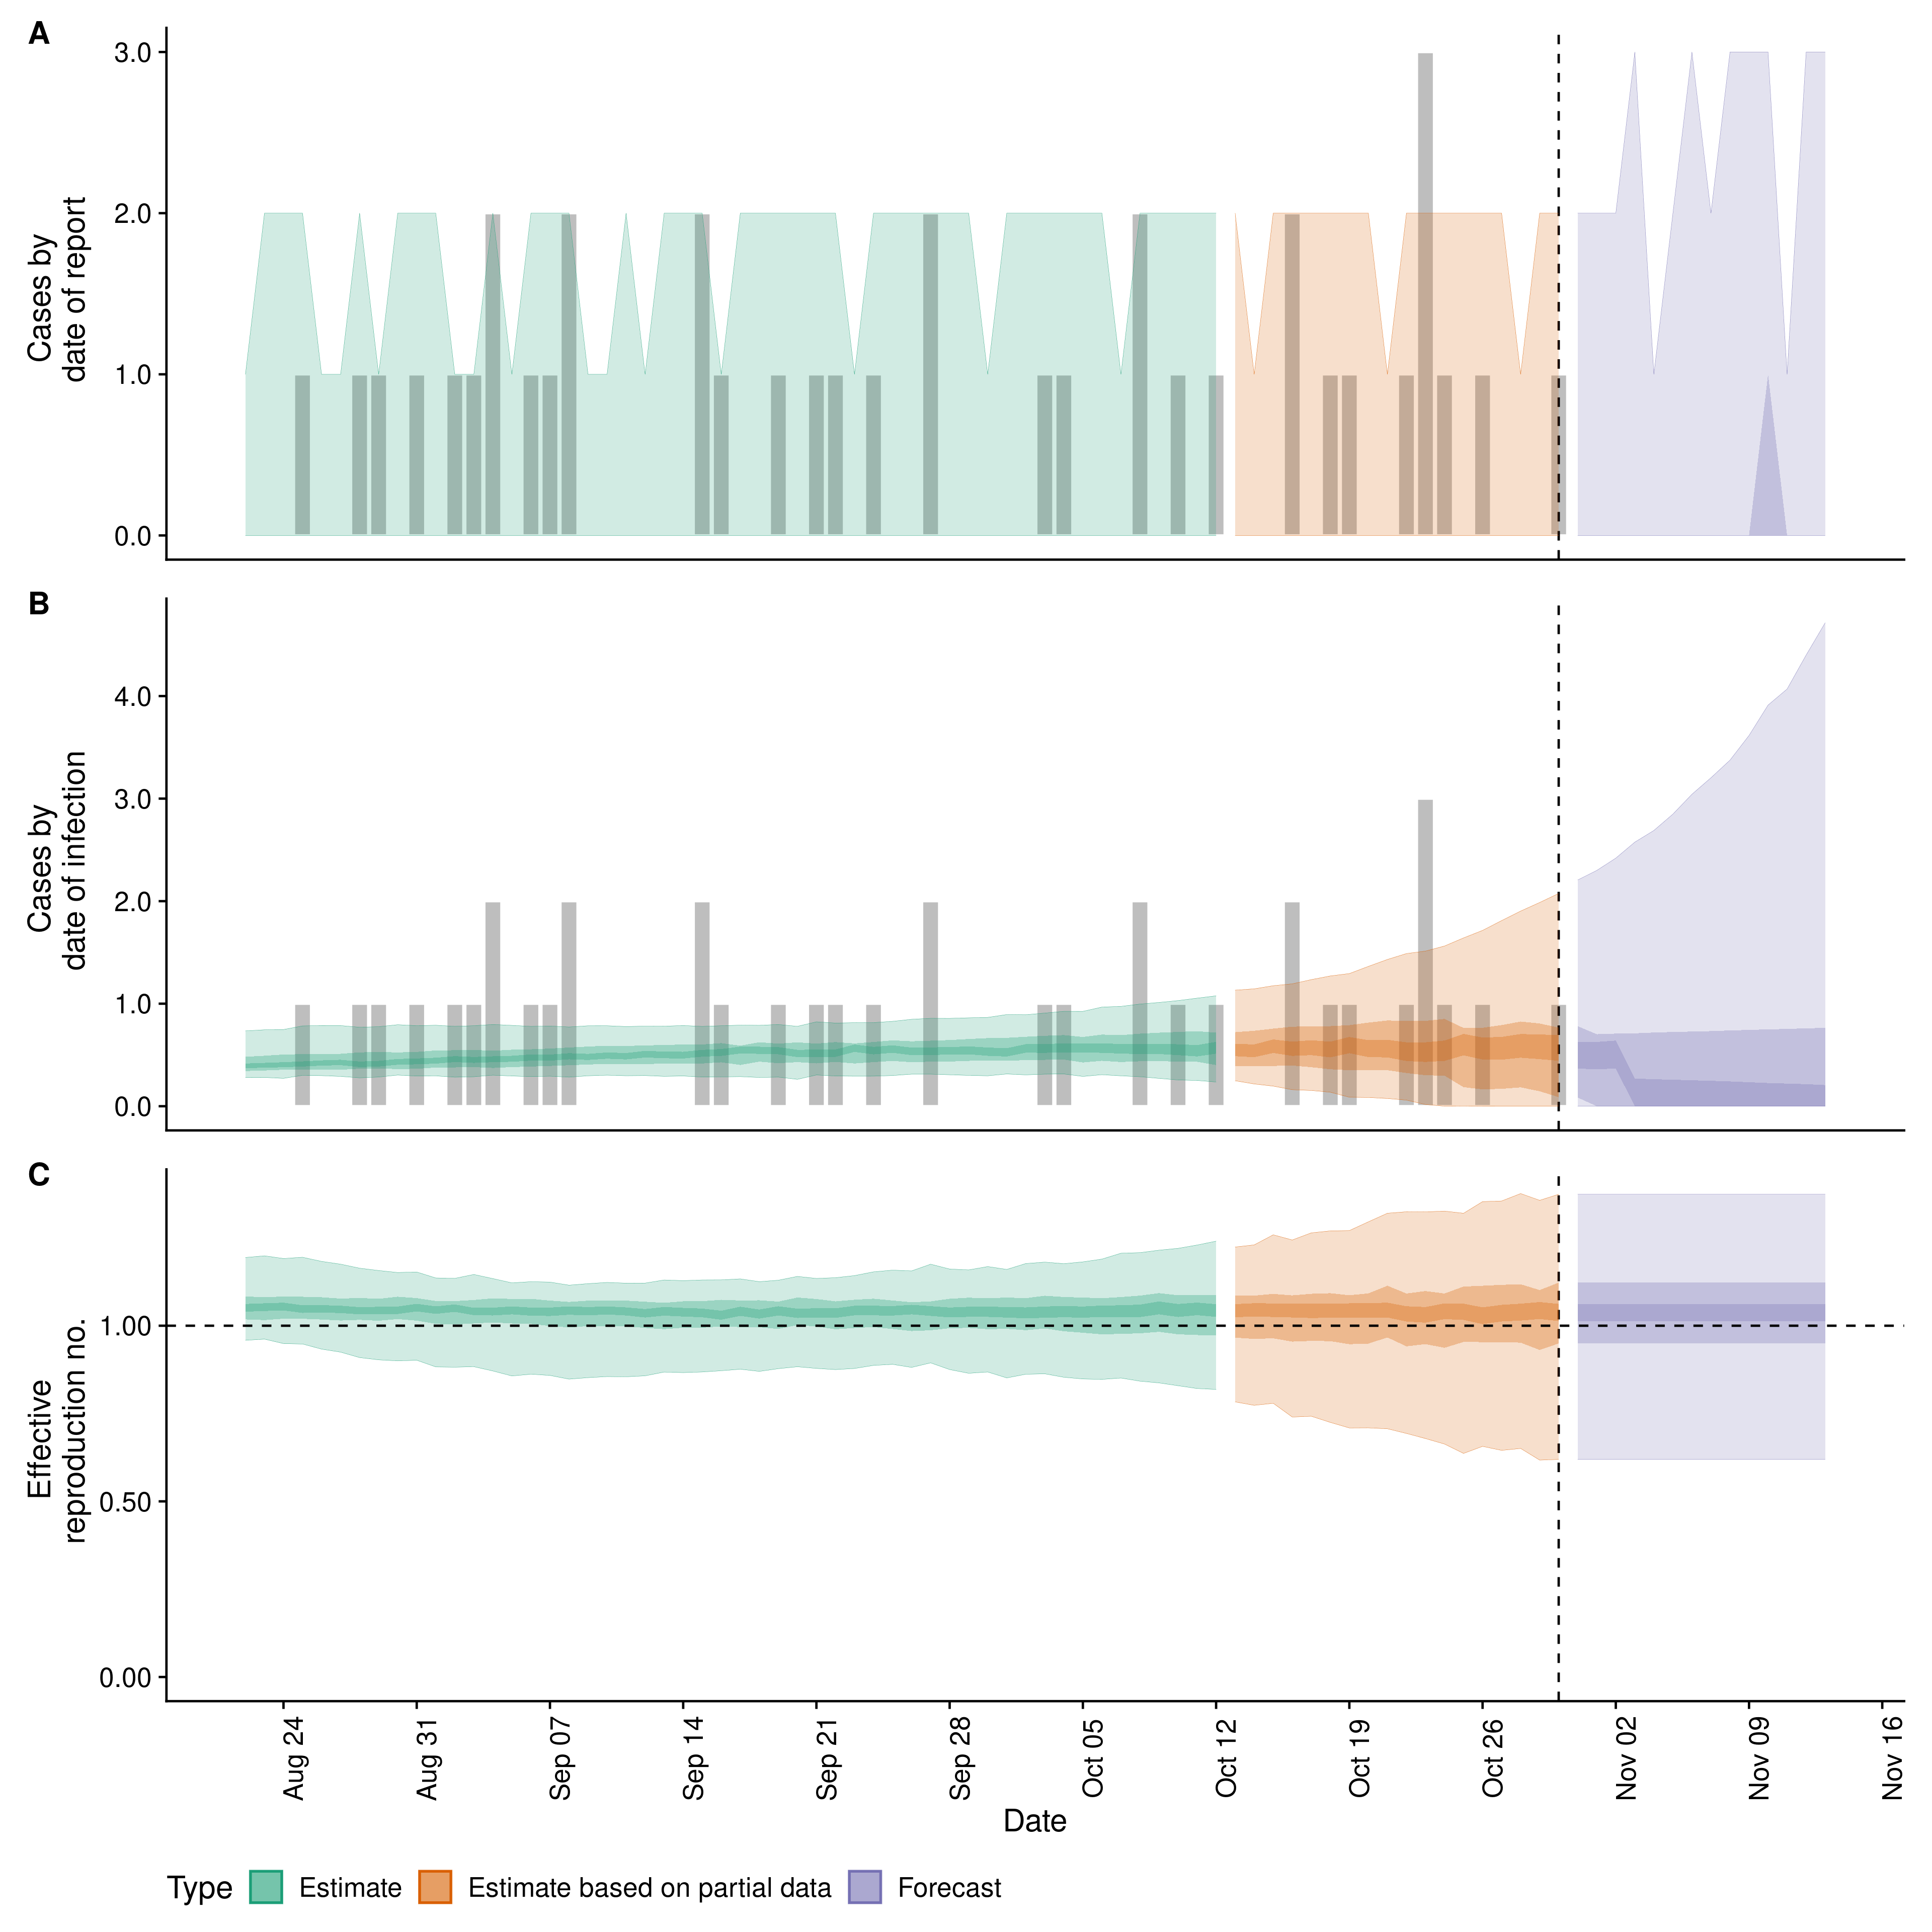 A
Cases by
date of report
3.0
2.0
1.0
0.0
B
Cases by
date of infection
4.0
3.0
2.0
1.0
0.0
C
Effective
reproduction no.
1.00
0.50
0.00
Aug 24
Aug 31
Sep 07
Sep 14
Sep 21
Sep 28
Oct 05
Oct 12
Oct 19
Oct 26
Nov 02
Nov 09
Nov 16
Date
Type Estimate Estimate based on partial data Forecast